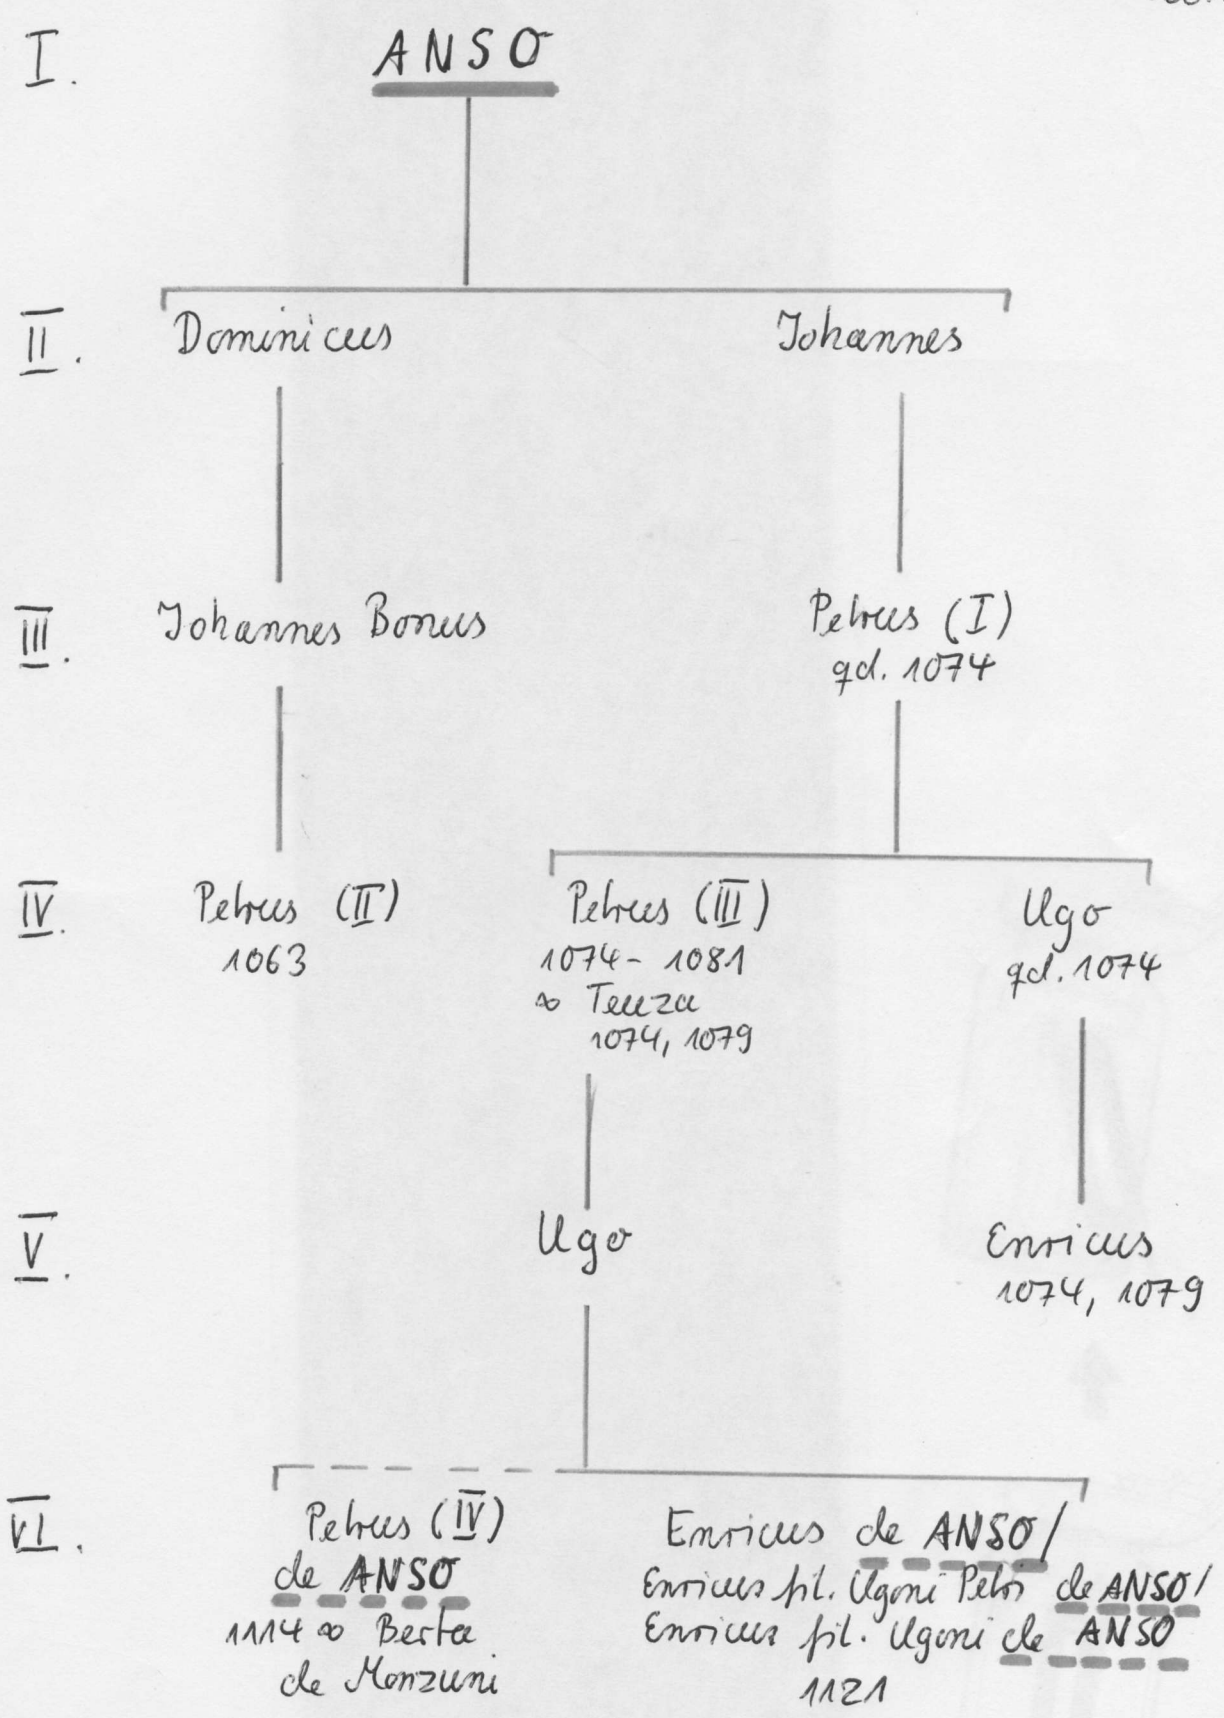 I. ANSO
II. Dominicus Johannes
III. Johannes Bonus Petrus (I)
qd. 1074
IV. Petrus (II) Petrus (III) Ugo
1063 1074- 1081 qd. 1074
∞ Teuza
1074, 1079
V. Ugo Enricus
1074, 1079
VI. Petrus (IV) Enricus de ANSO/
de ANSO Enricus fil. Ugoni Petri de ANSO/
1114 ∞ Berta Enricus fil. Ugoni de ANSO
de Monzuni 1121